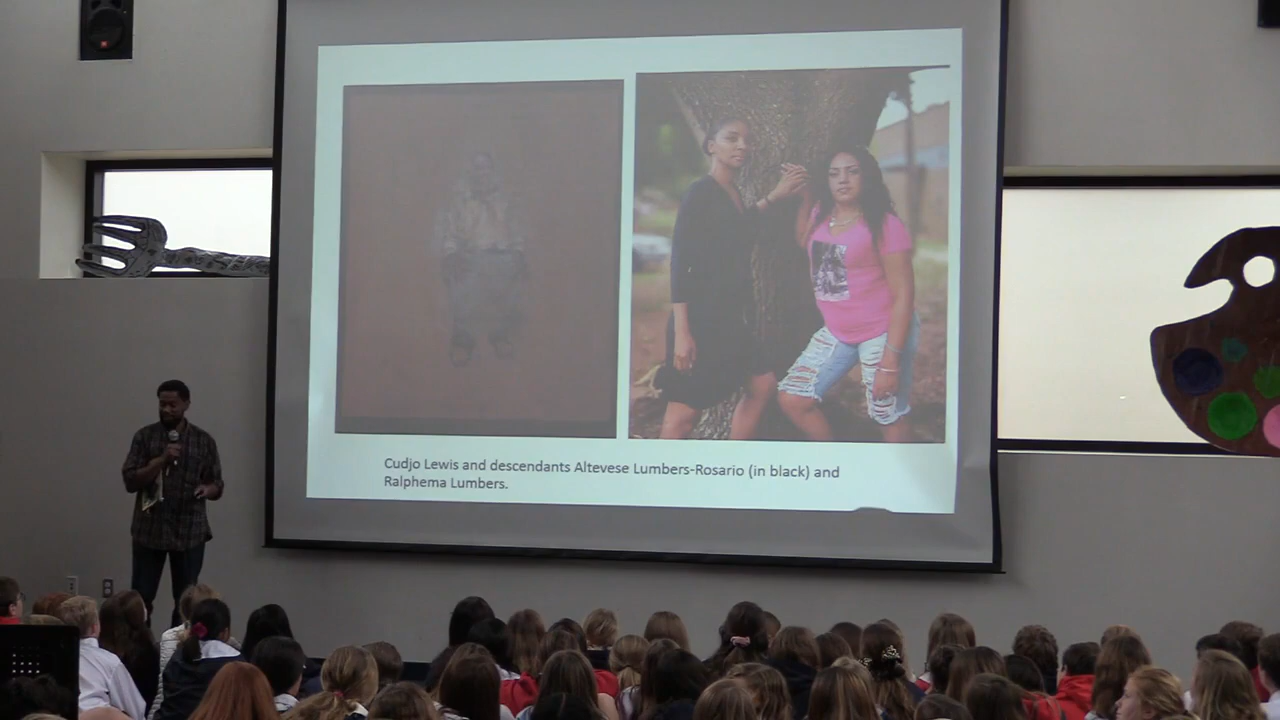 Cudjo Lewis and descendants Altevese Lumbers-Rosario (in black) and
Ralphema Lumbers.